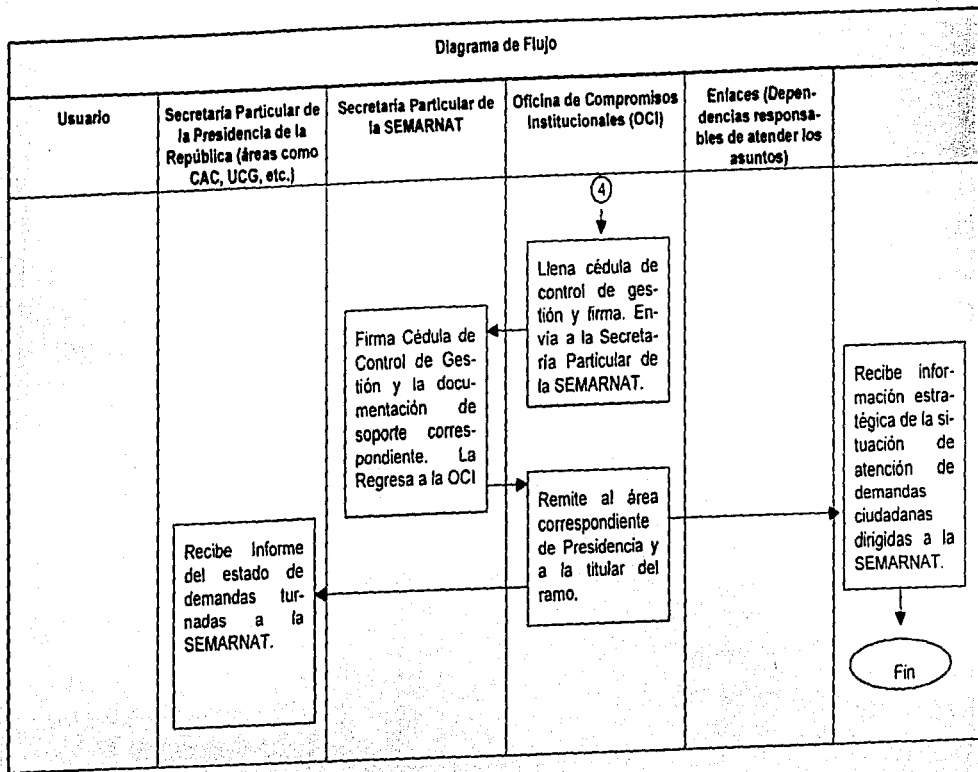 Diagrama de Flujo
Usuario
Secretaría Particular de
la Presidencia de la
República (áreas como
CAC, UCG, etc.)
Secretaría Particular de
la SEMARNAT
Oficina de Compromisos
Institucionales (OCI)
Enlaces (Depen-
dencias responsa-
bles de atender los
asuntos)
4
Llena cédula de
control de ges-
tión y firma. En-
vía a la Secreta-
ría Particular de
la SEMARNAT.
Firma Cédula de
Control de Ges-
tión y la docu-
mentación de
soporte corres-
pondiente. La
Regresa a la OCI
Remite al área
correspondiente
de Presidencia y
a la titular del
ramo.
Recibe Informe
del estado de
demandas tur-
nadas a la
SEMARNAT.
Recibe infor-
mación estra-
tégica de la si-
tuación de
atención de
demandas
ciudadanas
dirigidas a la
SEMARNAT.
Fin